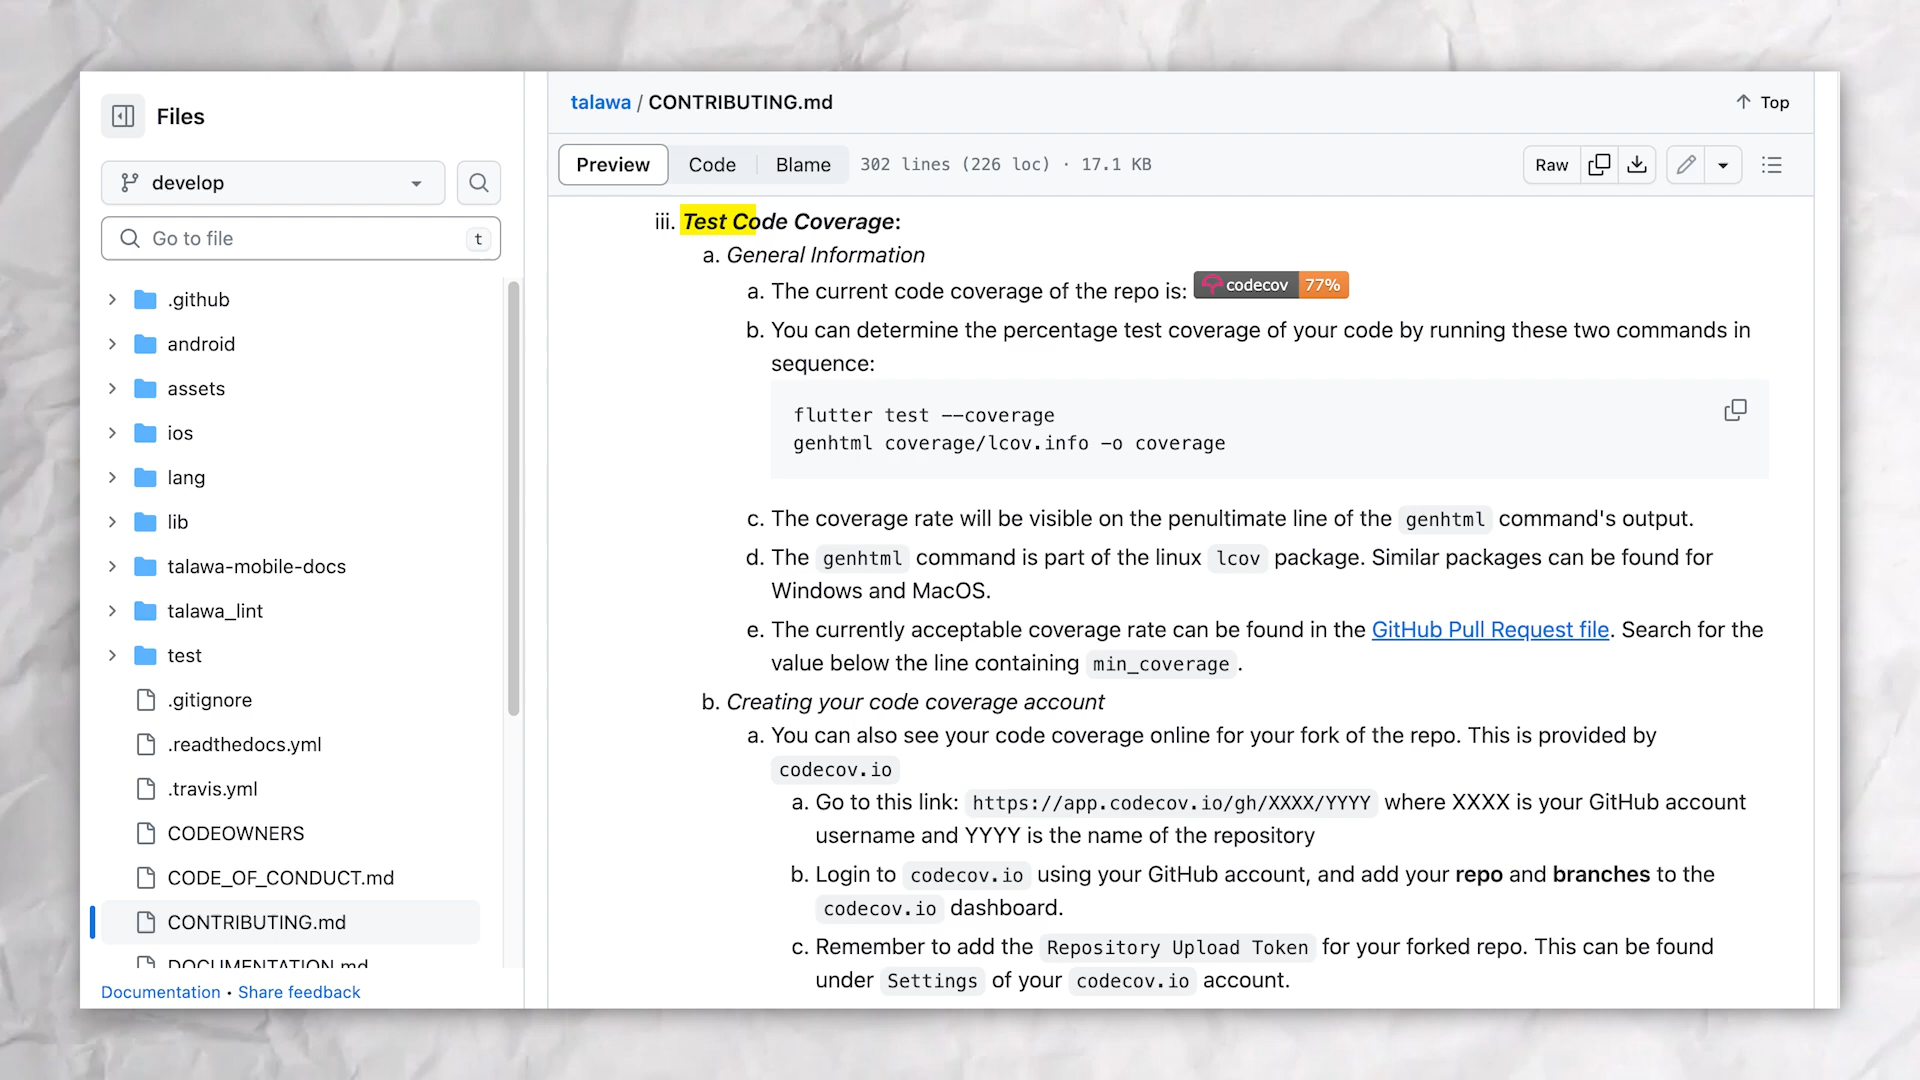 Files
develop
Go to file
t
.github
android
assets
ios
lang
lib
talawa-mobile-docs
talawa_lint
test
.gitignore
.readthedocs.yml
.travis.yml
CODEOWNERS
CODE_OF_CONDUCT.md
CONTRIBUTING.md
DOCUMENTATION.md
Documentation • Share feedback
talawa / CONTRIBUTING.md
Top
Preview Code Blame 302 lines (226 loc) · 17.1 KB
Raw
iii. Test Code Coverage:
a. General Information
a. The current code coverage of the repo is: codecov 77%
b. You can determine the percentage test coverage of your code by running these two commands in
sequence:
flutter test --coverage
genhtml coverage/lcov.info -o coverage
c. The coverage rate will be visible on the penultimate line of the genhtml command's output.
d. The genhtml command is part of the linux lcov package. Similar packages can be found for
Windows and MacOS.
e. The currently acceptable coverage rate can be found in the GitHub Pull Request file. Search for the
value below the line containing min_coverage.
b. Creating your code coverage account
a. You can also see your code coverage online for your fork of the repo. This is provided by
codecov.io
a. Go to this link: https://app.codecov.io/gh/XXXX/YYYY where XXXX is your GitHub account
username and YYYY is the name of the repository
b. Login to codecov.io using your GitHub account, and add your repo and branches to the
codecov.io dashboard.
c. Remember to add the Repository Upload Token for your forked repo. This can be found
under Settings of your codecov.io account.